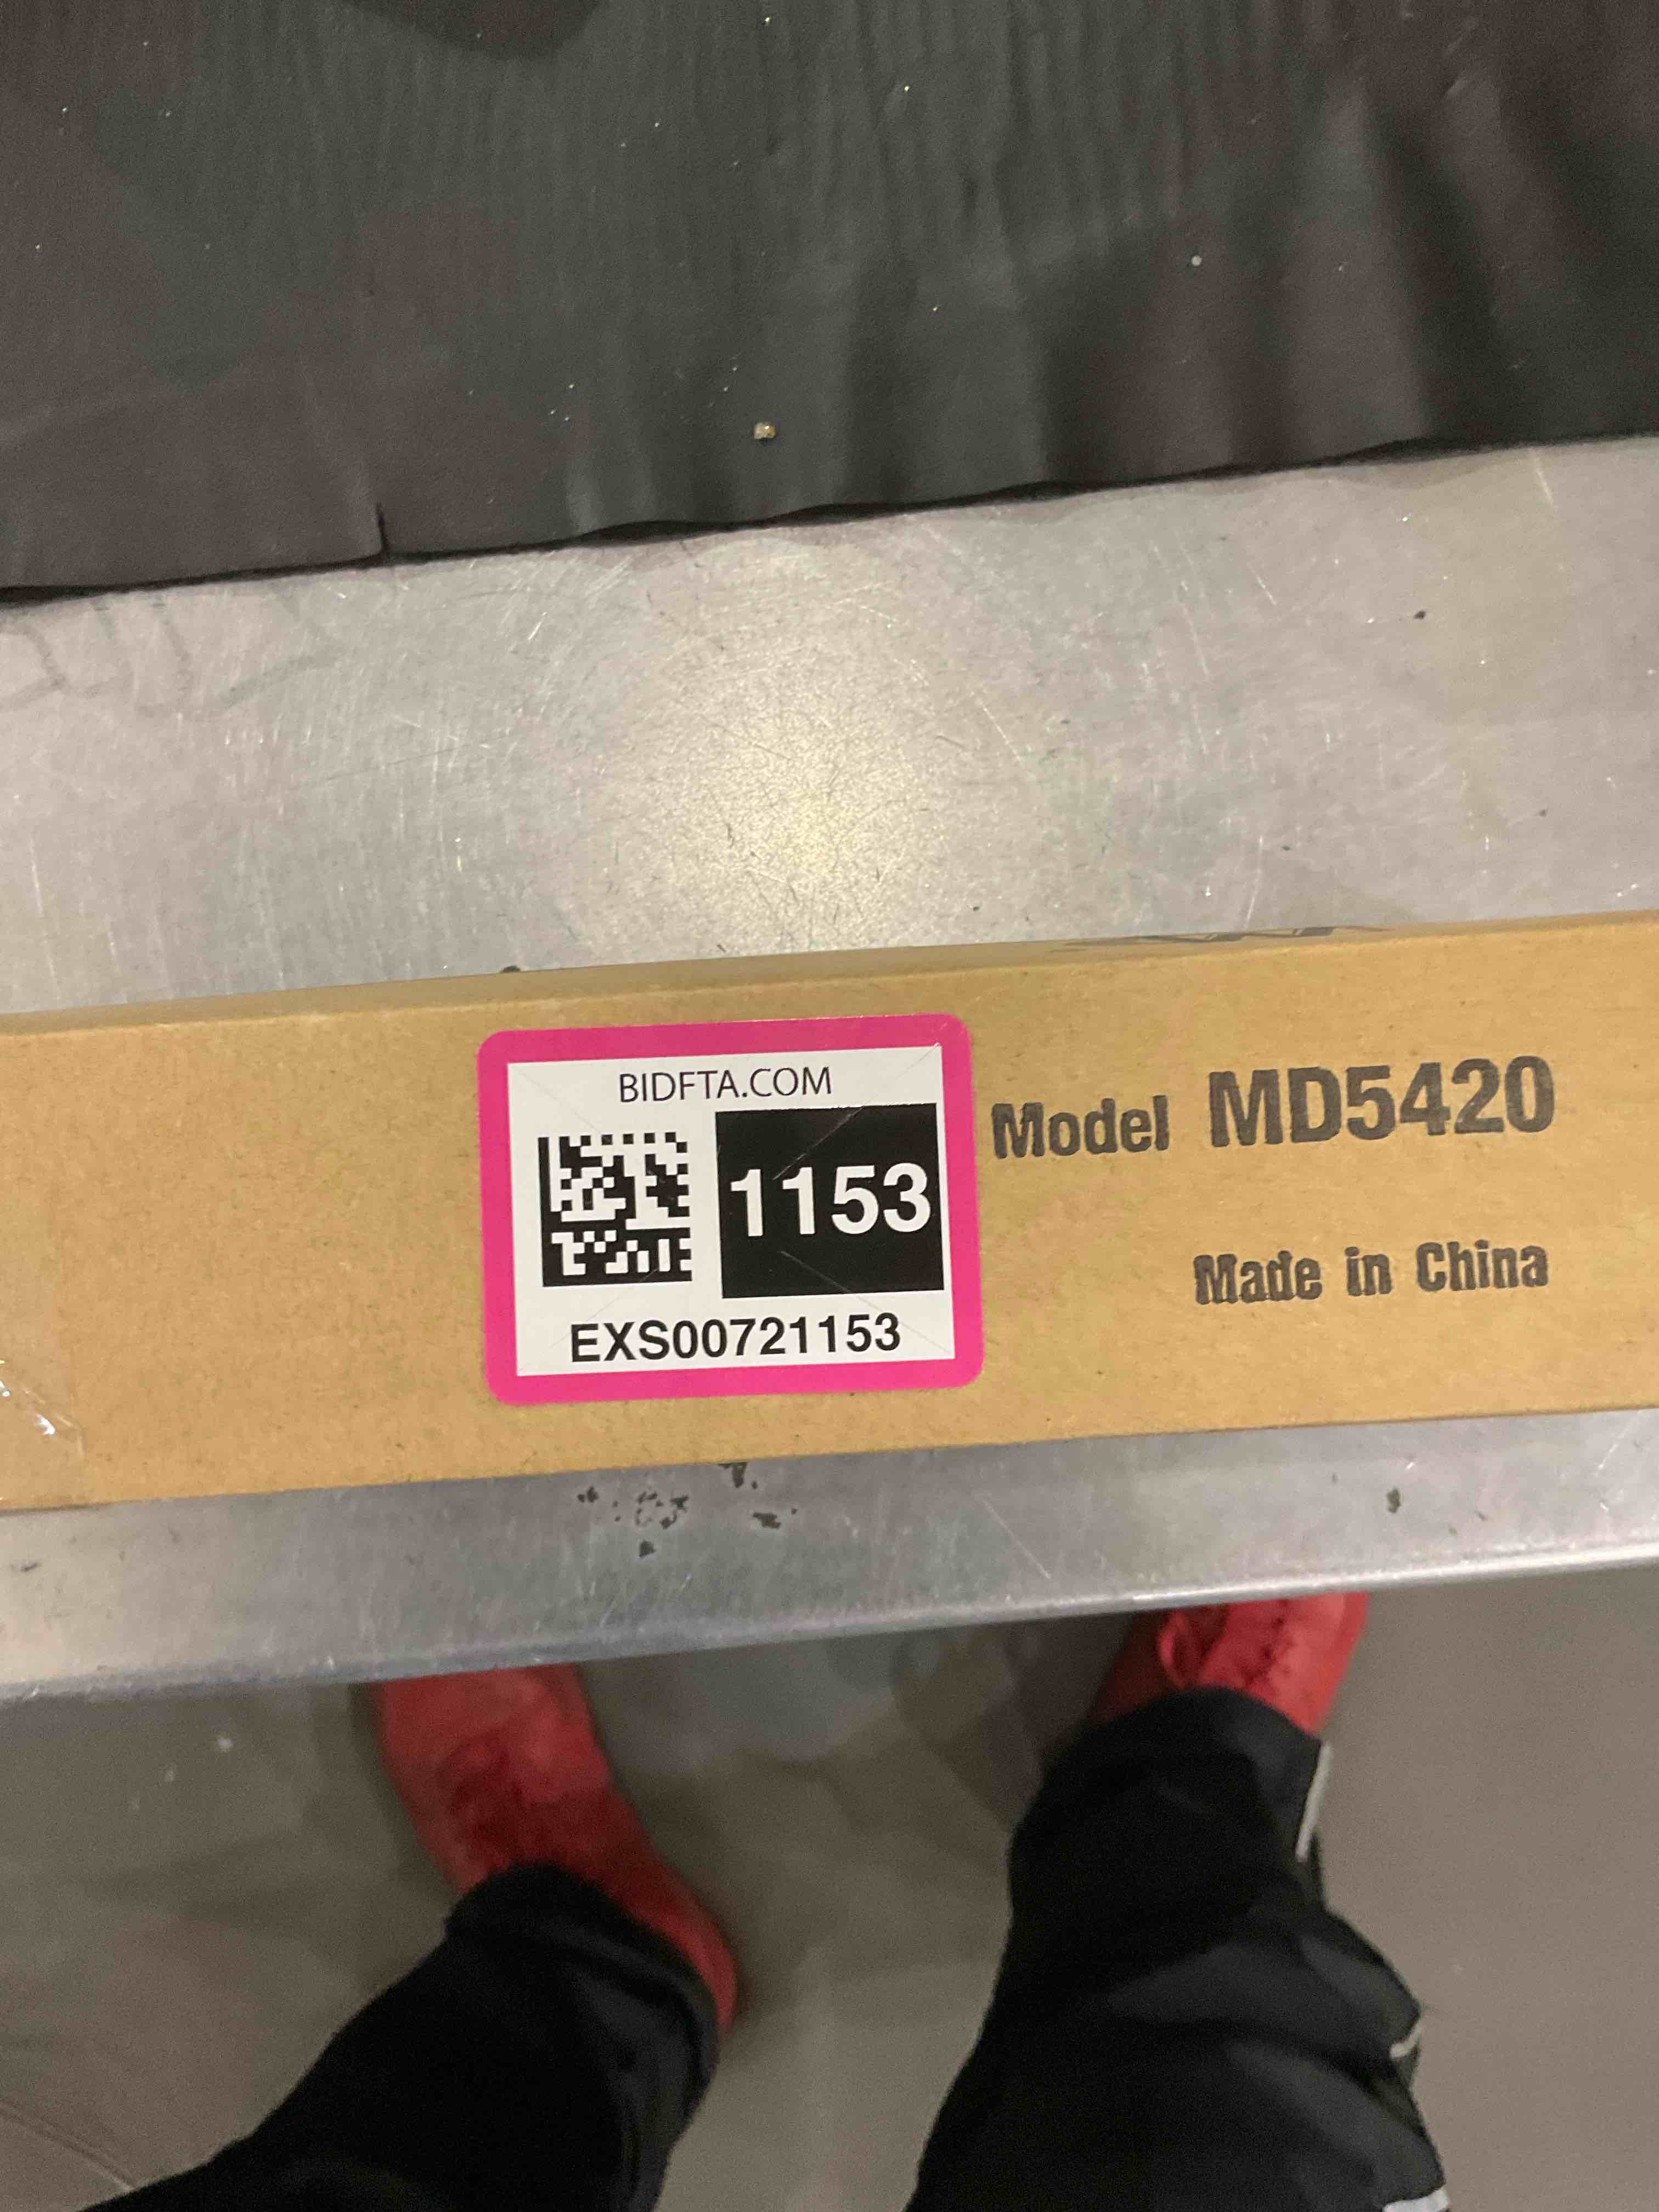 BIDFTA.COM
1153
EXS00721153
Model MD5420
Made in China